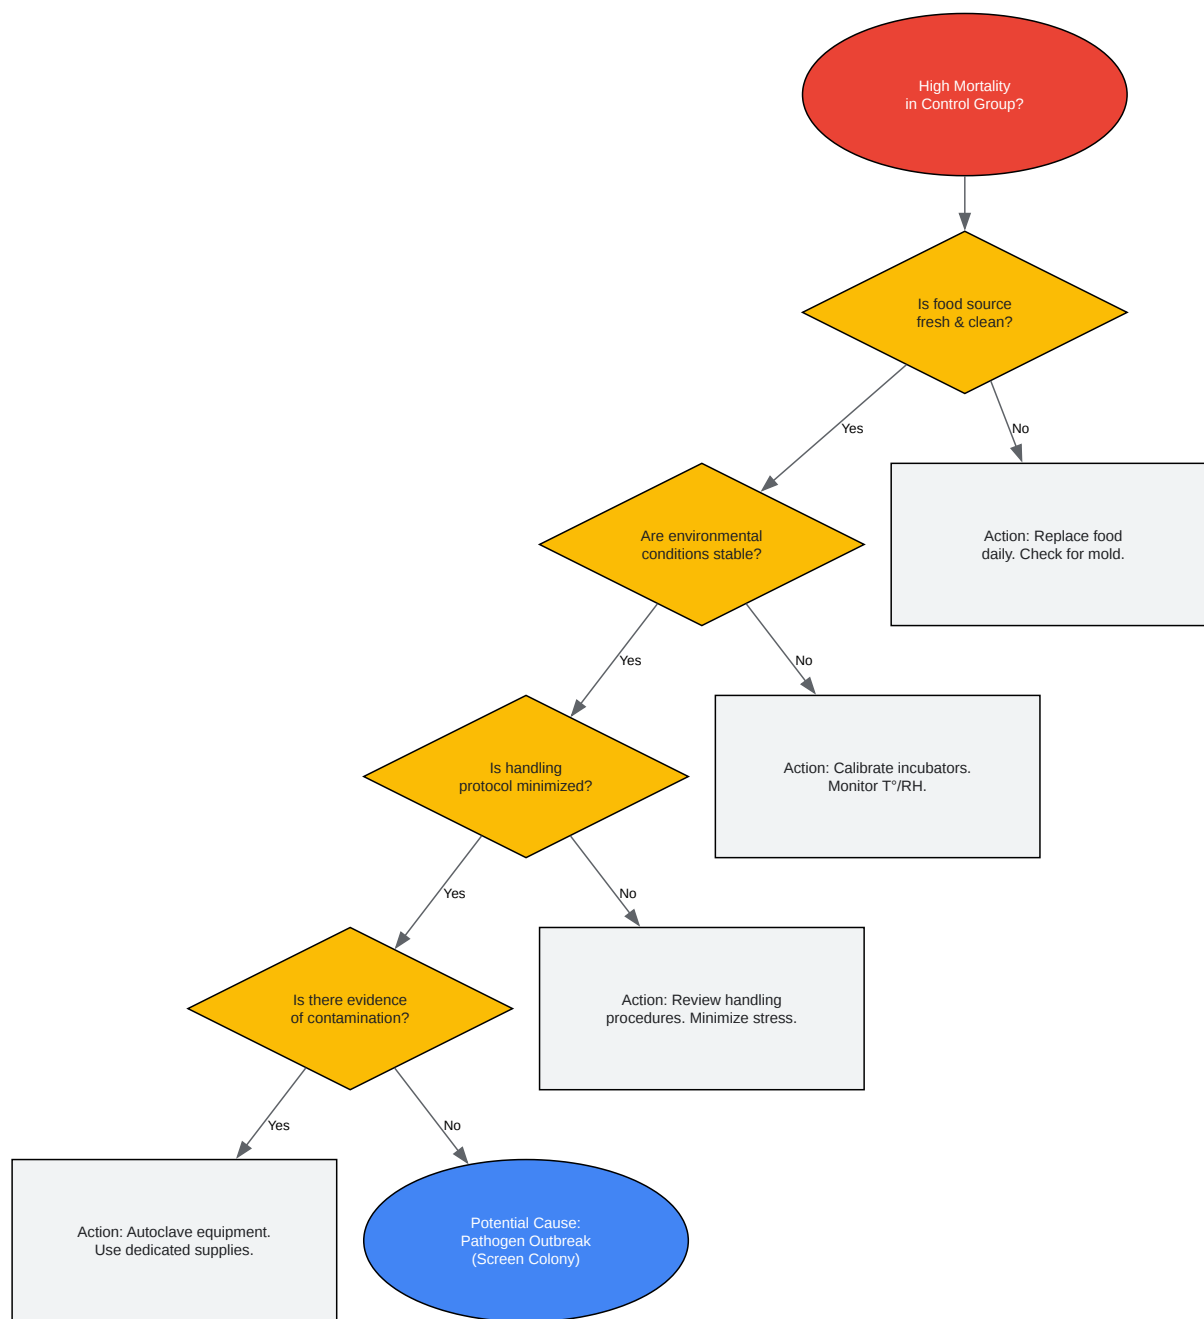 High Mortality
in Control Group?
Is food source
fresh & clean?
Yes
No
Are environmental
conditions stable?
Action: Replace food
daily. Check for mold.
Yes
No
Is handling
protocol minimized?
Action: Calibrate incubators.
Monitor T°/RH.
Yes
No
Is there evidence
of contamination?
Action: Review handling
procedures. Minimize stress.
Yes
No
Action: Autoclave equipment.
Use dedicated supplies.
Potential Cause:
Pathogen Outbreak
(Screen Colony)